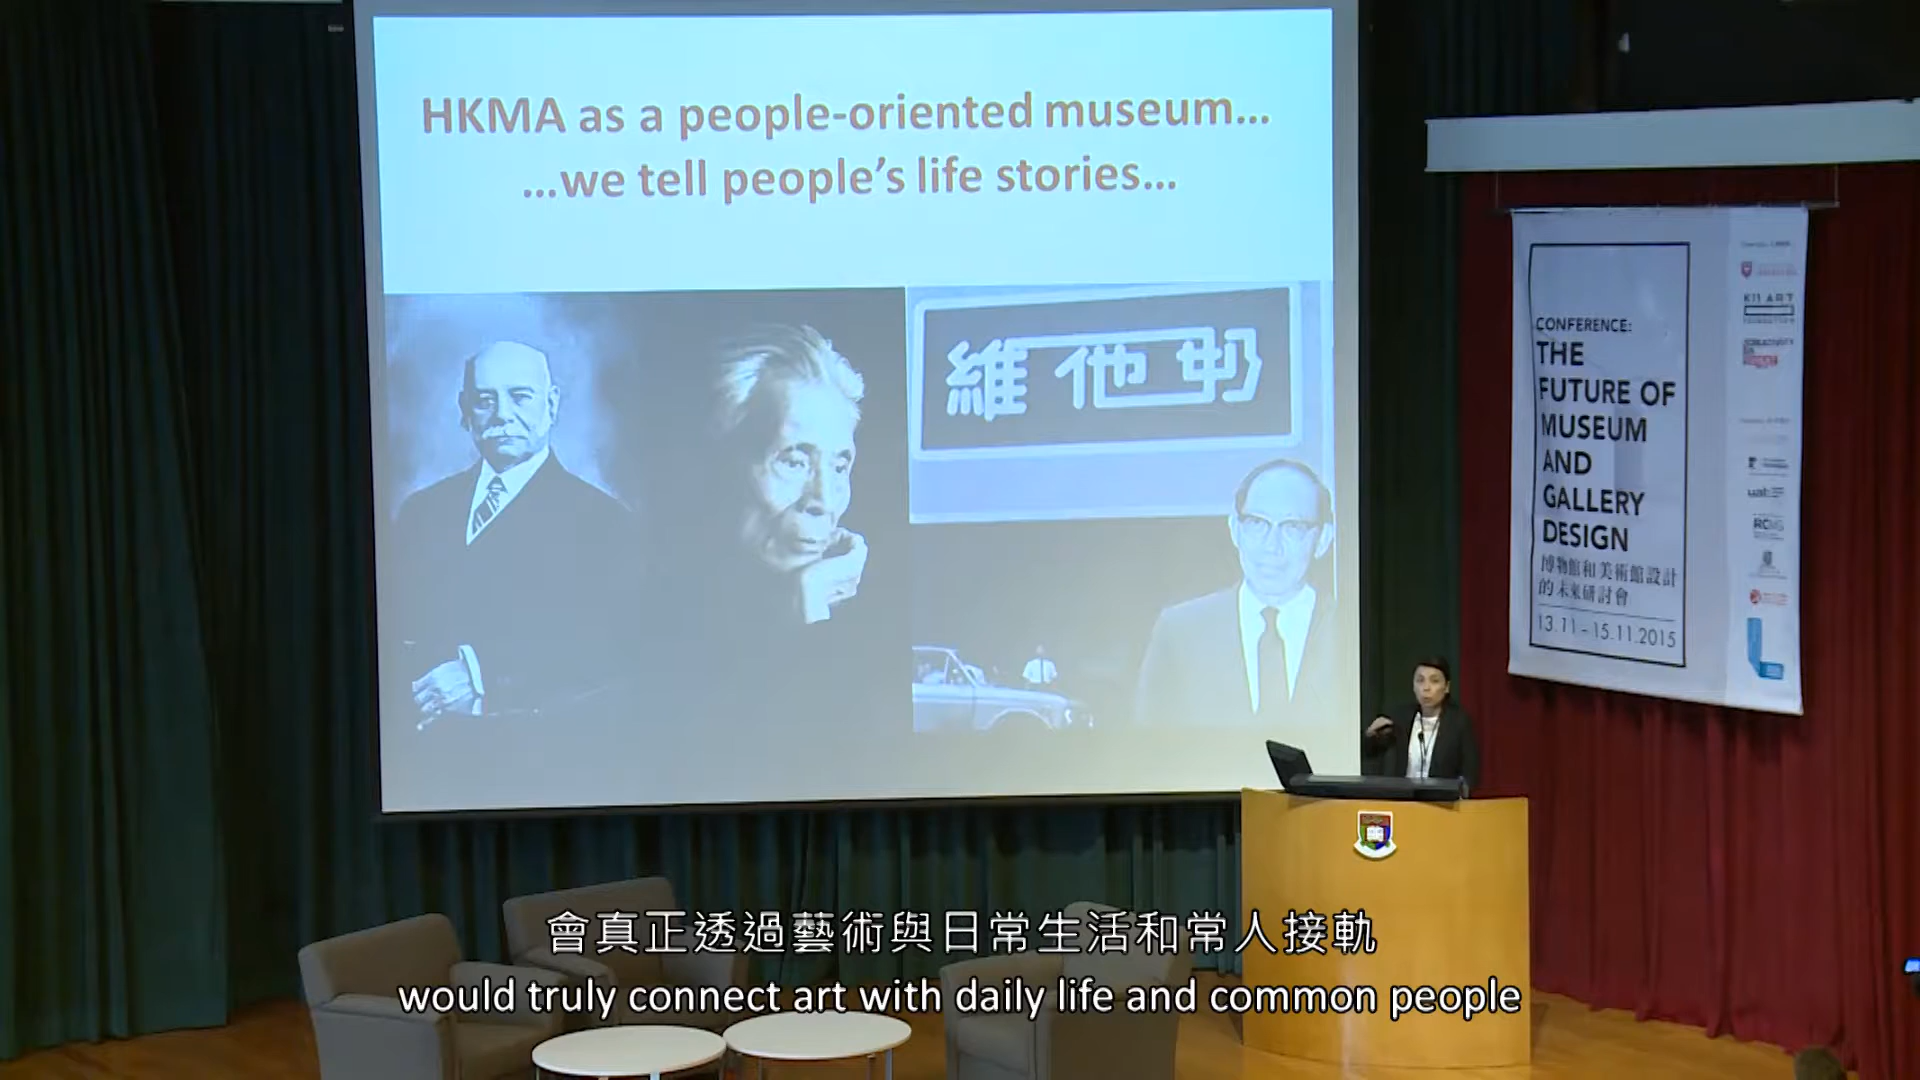 HKMA as a people-oriented museum...
...we tell people's life stories...
維他奶
CONFERENCE:
THE
FUTURE OF
MUSEUM
AND
GALLERY
DESIGN
博物館和美術館設計
的未來研討會
13.11 – 15.11.2015
K11 ART
會真正透過藝術與日常生活和常人接軌
would truly connect art with daily life and common people